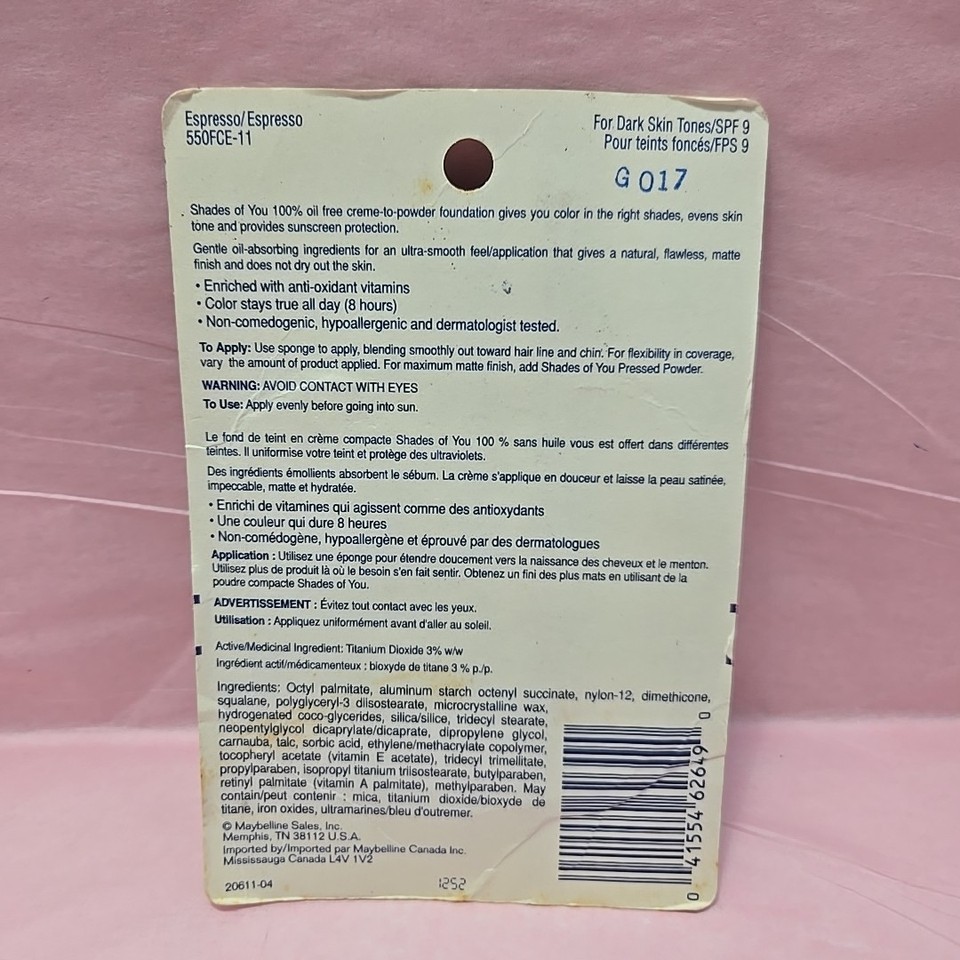 Espresso/Espresso
550FCE-11
For Dark Skin Tones/SPF 9
Pour teints foncés/FPS 9
G 017
Shades of You 100% oil free creme-to-powder foundation gives you color in the right shades, evens skin
tone and provides sunscreen protection.
Gentle oil-absorbing ingredients for an ultra-smooth feel/application that gives a natural, flawless, matte
finish and does not dry out the skin.
• Enriched with anti-oxidant vitamins
• Color stays true all day (8 hours)
• Non-comedogenic, hypoallergenic and dermatologist tested.
To Apply: Use sponge to apply, blending smoothly out toward hair line and chin. For flexibility in coverage,
vary the amount of product applied. For maximum matte finish, add Shades of You Pressed Powder.
WARNING: AVOID CONTACT WITH EYES
To Use: Apply evenly before going into sun.
Le fond de teint en crème compacte Shades of You 100 % sans huile vous est offert dans différentes
teintes. Il uniformise votre teint et protège des ultraviolets.
Des ingrédients émollients absorbent le sébum. La crème s'applique en douceur et laisse la peau satinée,
impeccable, matte et hydratée.
• Enrichi de vitamines qui agissent comme des antioxydants
• Une couleur qui dure 8 heures
• Non-comédogène, hypoallergène et éprouvé par des dermatologues
Application : Utilisez une éponge pour étendre doucement vers la naissance des cheveux et le menton.
Utilisez plus de produit là où le besoin s'en fait sentir. Obtenez un fini des plus mats en utilisant de la
poudre compacte Shades of You.
ADVERTISSEMENT : Évitez tout contact avec les yeux.
Utilisation : Appliquez uniformément avant d'aller au soleil.
Active/Medicinal Ingredient: Titanium Dioxide 3% w/w
Ingrédient actif/médicamenteux : bioxyde de titane 3 % p./p.
Ingredients: Octyl palmitate, aluminum starch octenyl succinate, nylon-12, dimethicone,
squalane, polyglyceryl-3 diisostearate, microcrystalline wax,
hydrogenated coco-glycerides, silica/silice, tridecyl stearate,
neopentylglycol dicaprylate/dicaprate, dipropylene glycol,
carnauba, talc, sorbic acid, ethylene/methacrylate copolymer,
tocopheryl acetate (vitamin E acetate), tridecyl trimellitate,
propylparaben, isopropyl titanium triisostearate, butylparaben,
retinyl palmitate (vitamin A palmitate), methylparaben. May
contain/peut contenir : mica, titanium dioxide/bioxyde de
titane, iron oxides, ultramarines/bleu d'outremer.
© Maybelline Sales, Inc.
Memphis, TN 38112 U.S.A.
Imported by/Importé par Maybelline Canada Inc.
Mississauga Canada L4V 1V2
20611-04
1252
0 41554 62649 0